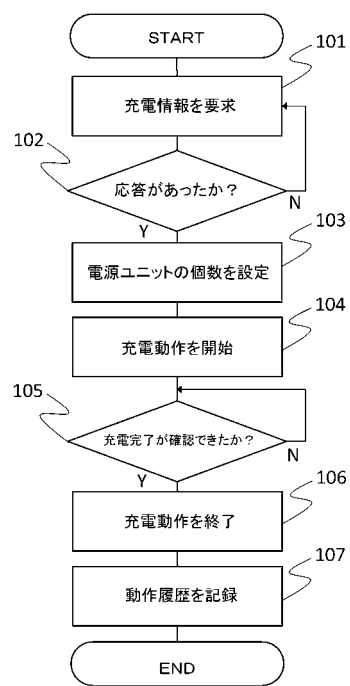 START
101
充電情報を要求
102
応答があったか？
N
Y
103
電源ユニットの個数を設定
104
充電動作を開始
105
充電完了が確認できたか？
N
Y
106
充電動作を終了
107
動作履歴を記録
END